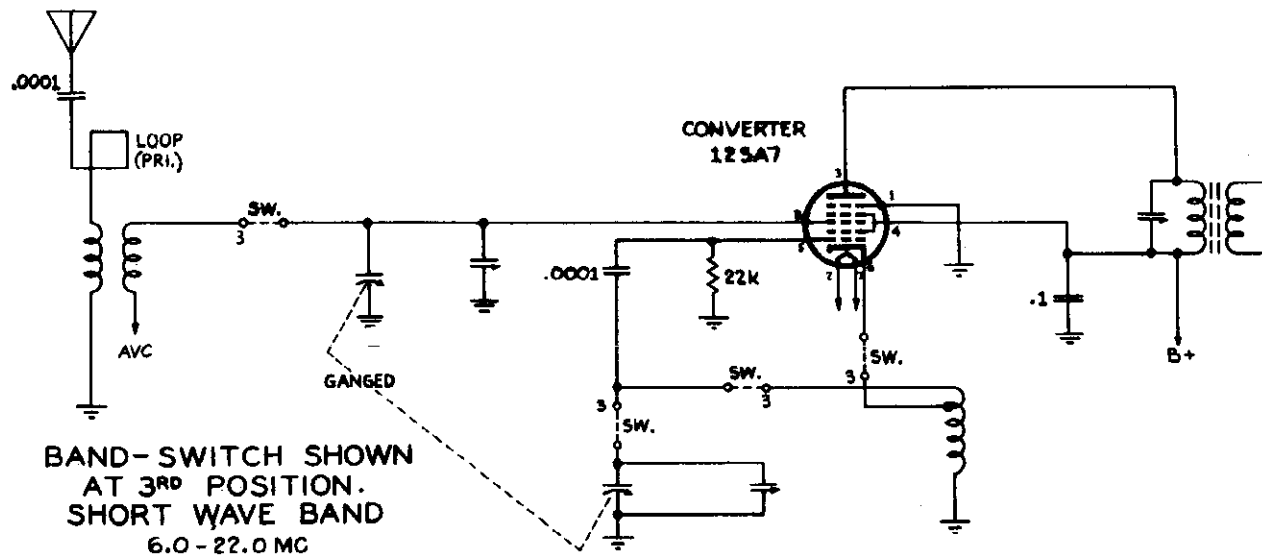 .0001
LOOP
(PRI.)
CONVERTER
12SA7
SW.
3
3
1
8
4
5
6
2
7
.0001
22K
.1
AVC
B+
SW.
3
GANGED
SW.
3
3
SW.
BAND-SWITCH SHOWN
AT 3RD POSITION.
SHORT WAVE BAND
6.0-22.0 MC